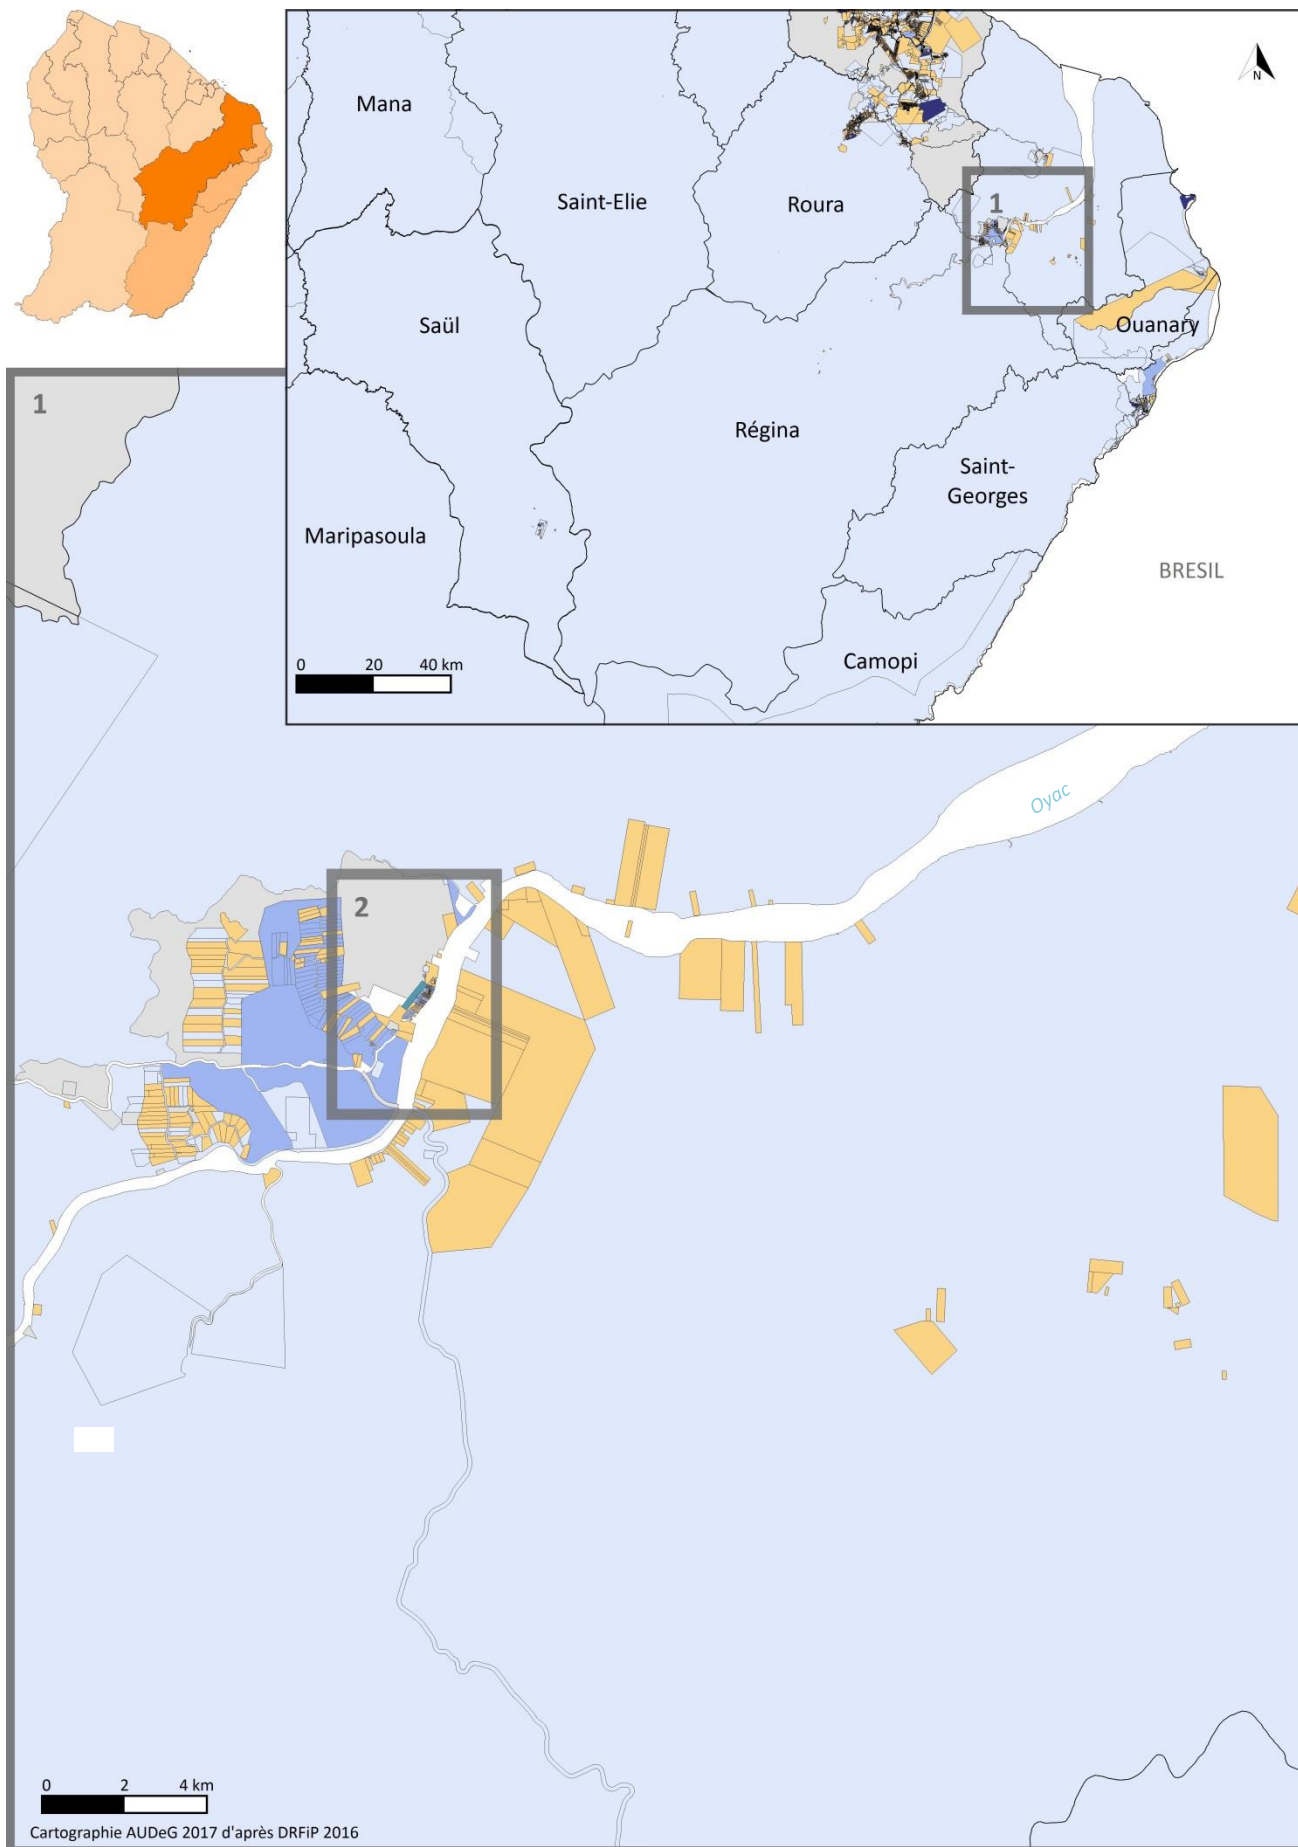 N
Mana
Saint-Elie
Roura
1
Saül
Ouanary
Régina
Saint-
Georges
Maripasoula
BRESIL
Camopi
0 20 40 km
1
Oyac
2
0 2 4 km
Cartographie AUDeG 2017 d'après DRFiP 2016